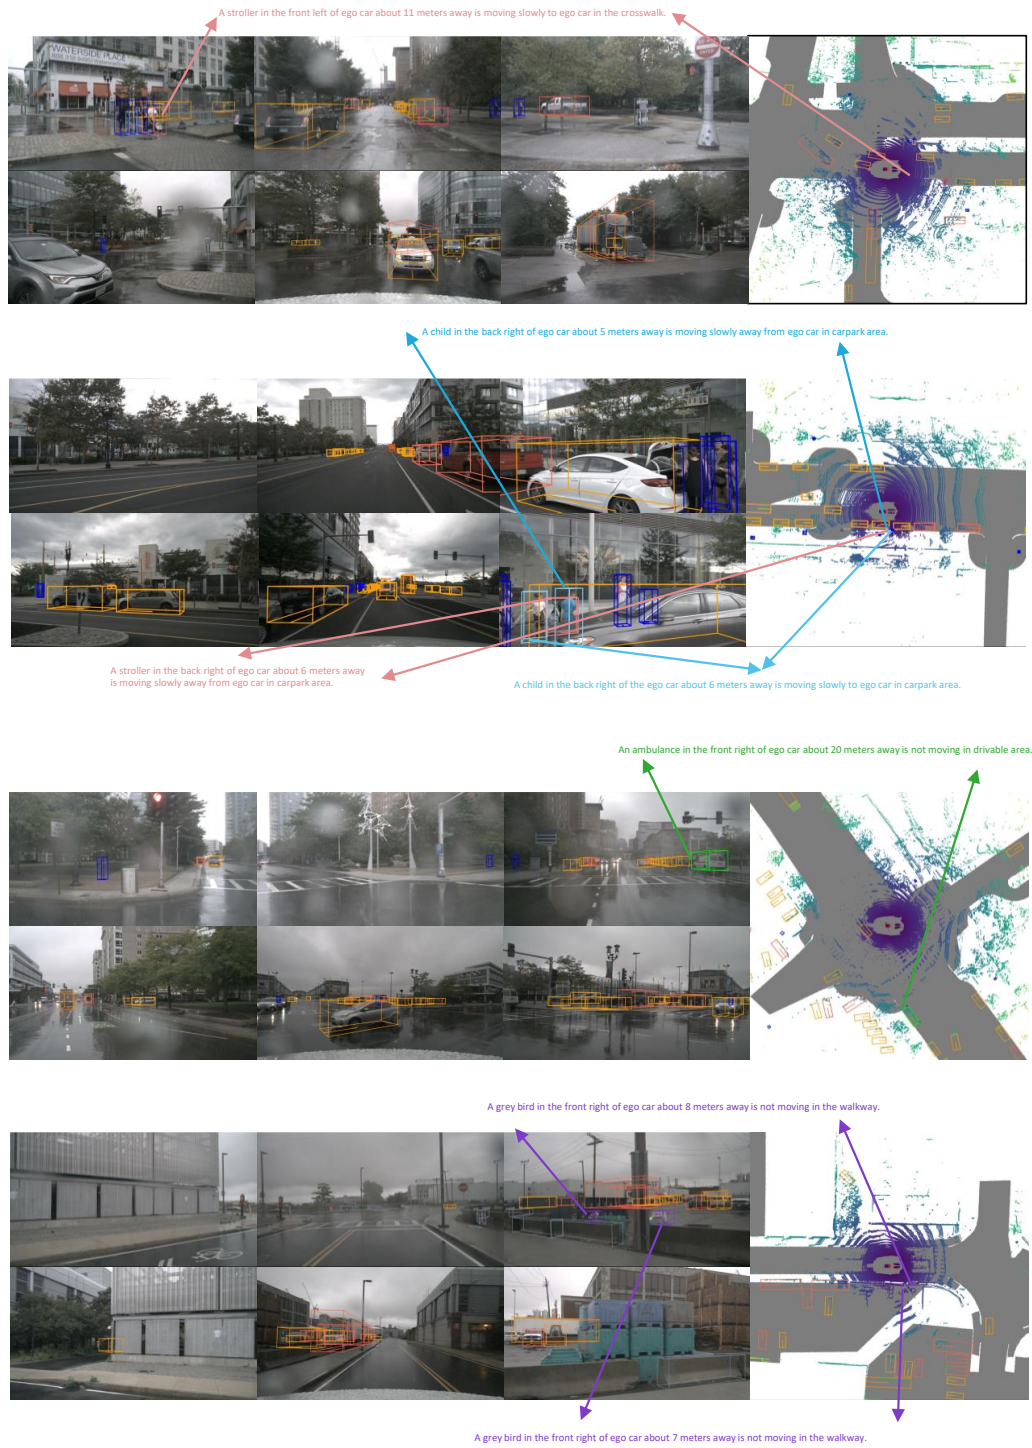 A stroller in the front left of ego car about 11 meters away is moving slowly to ego car in the crosswalk.
WATERSIDE PLACE
A child in the back right of ego car about 5 meters away is moving slowly away from ego car in carpark area.
A stroller in the back right of ego car about 6 meters away
is moving slowly away from ego car in carpark area.
A child in the back right of the ego car about 6 meters away is moving slowly to ego car in carpark area.
An ambulance in the front right of ego car about 20 meters away is not moving in drivable area.
A grey bird in the front right of ego car about 8 meters away is not moving in the walkway.
A grey bird in the front right of ego car about 7 meters away is not moving in the walkway.